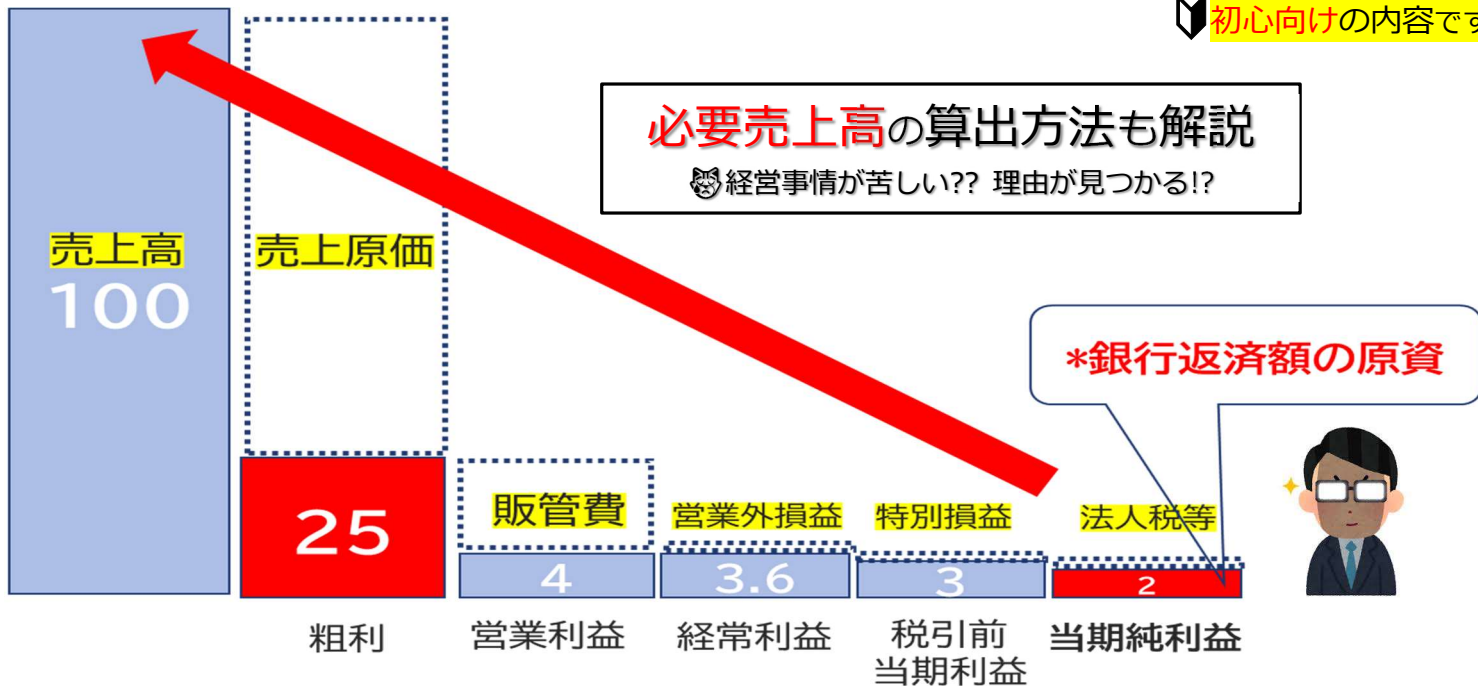 初心向けの内容です
必要売上高の算出方法も解説
経営事情が苦しい?? 理由が見つかる!?
売上高
100
売上原価
*銀行返済額の原資
25
販管費
営業外損益
特別損益
法人税等
4
3.6
3
2
粗利
営業利益
経常利益
税引前
当期利益
当期純利益